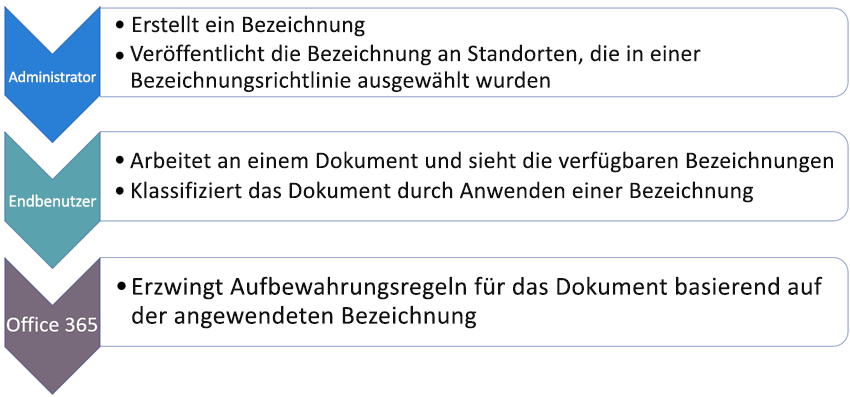 Administrator
• Erstellt ein Bezeichnung
• Veröffentlicht die Bezeichnung an Standorten, die in einer
Bezeichnungsrichtlinie ausgewählt wurden
Endbenutzer
• Arbeitet an einem Dokument und sieht die verfügbaren Bezeichnungen
• Klassifiziert das Dokument durch Anwenden einer Bezeichnung
Office 365
• Erzwingt Aufbewahrungsregeln für das Dokument basierend auf
der angewendeten Bezeichnung